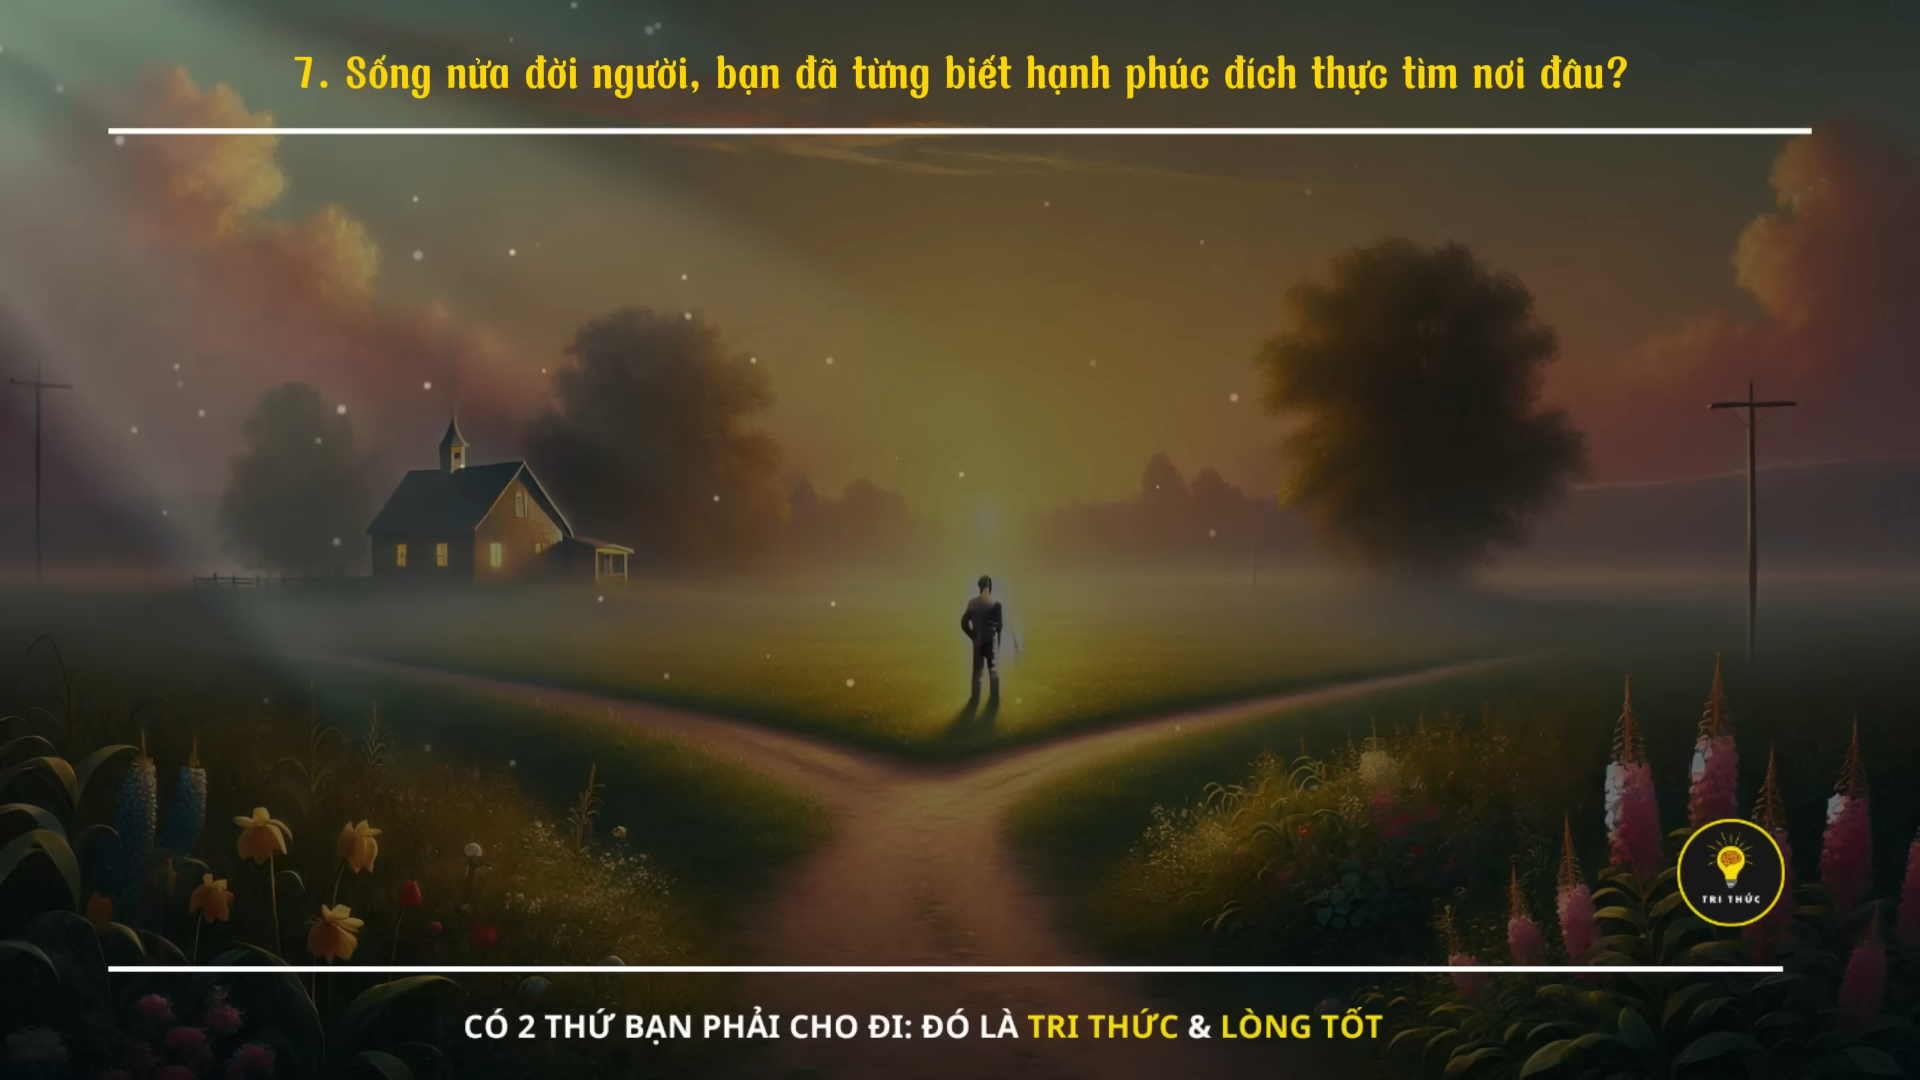 7. Sống nửa đời người, bạn đã từng biết hạnh phúc đích thực tìm nơi đâu?
TRI THỨC
CÓ 2 THỨ BẠN PHẢI CHO ĐI: ĐÓ LÀ TRI THỨC & LÒNG TỐT